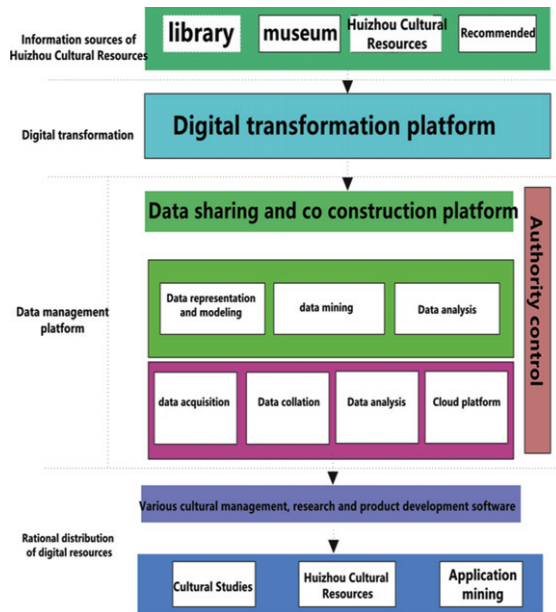 Information sources of
Huizhou Cultural Resources
library
museum
Huizhou Cultural
Resources
Recommended
Digital transformation
Digital transformation platform
Data sharing and co construction platform
Authority control
Data management
platform
Data representation
and modeling
data mining
Data analysis
data acquisition
Data collation
Data analysis
Cloud platform
Various cultural management, research and product development software
Rational distribution
of digital resources
Cultural Studies
Huizhou Cultural
Resources
Application
mining